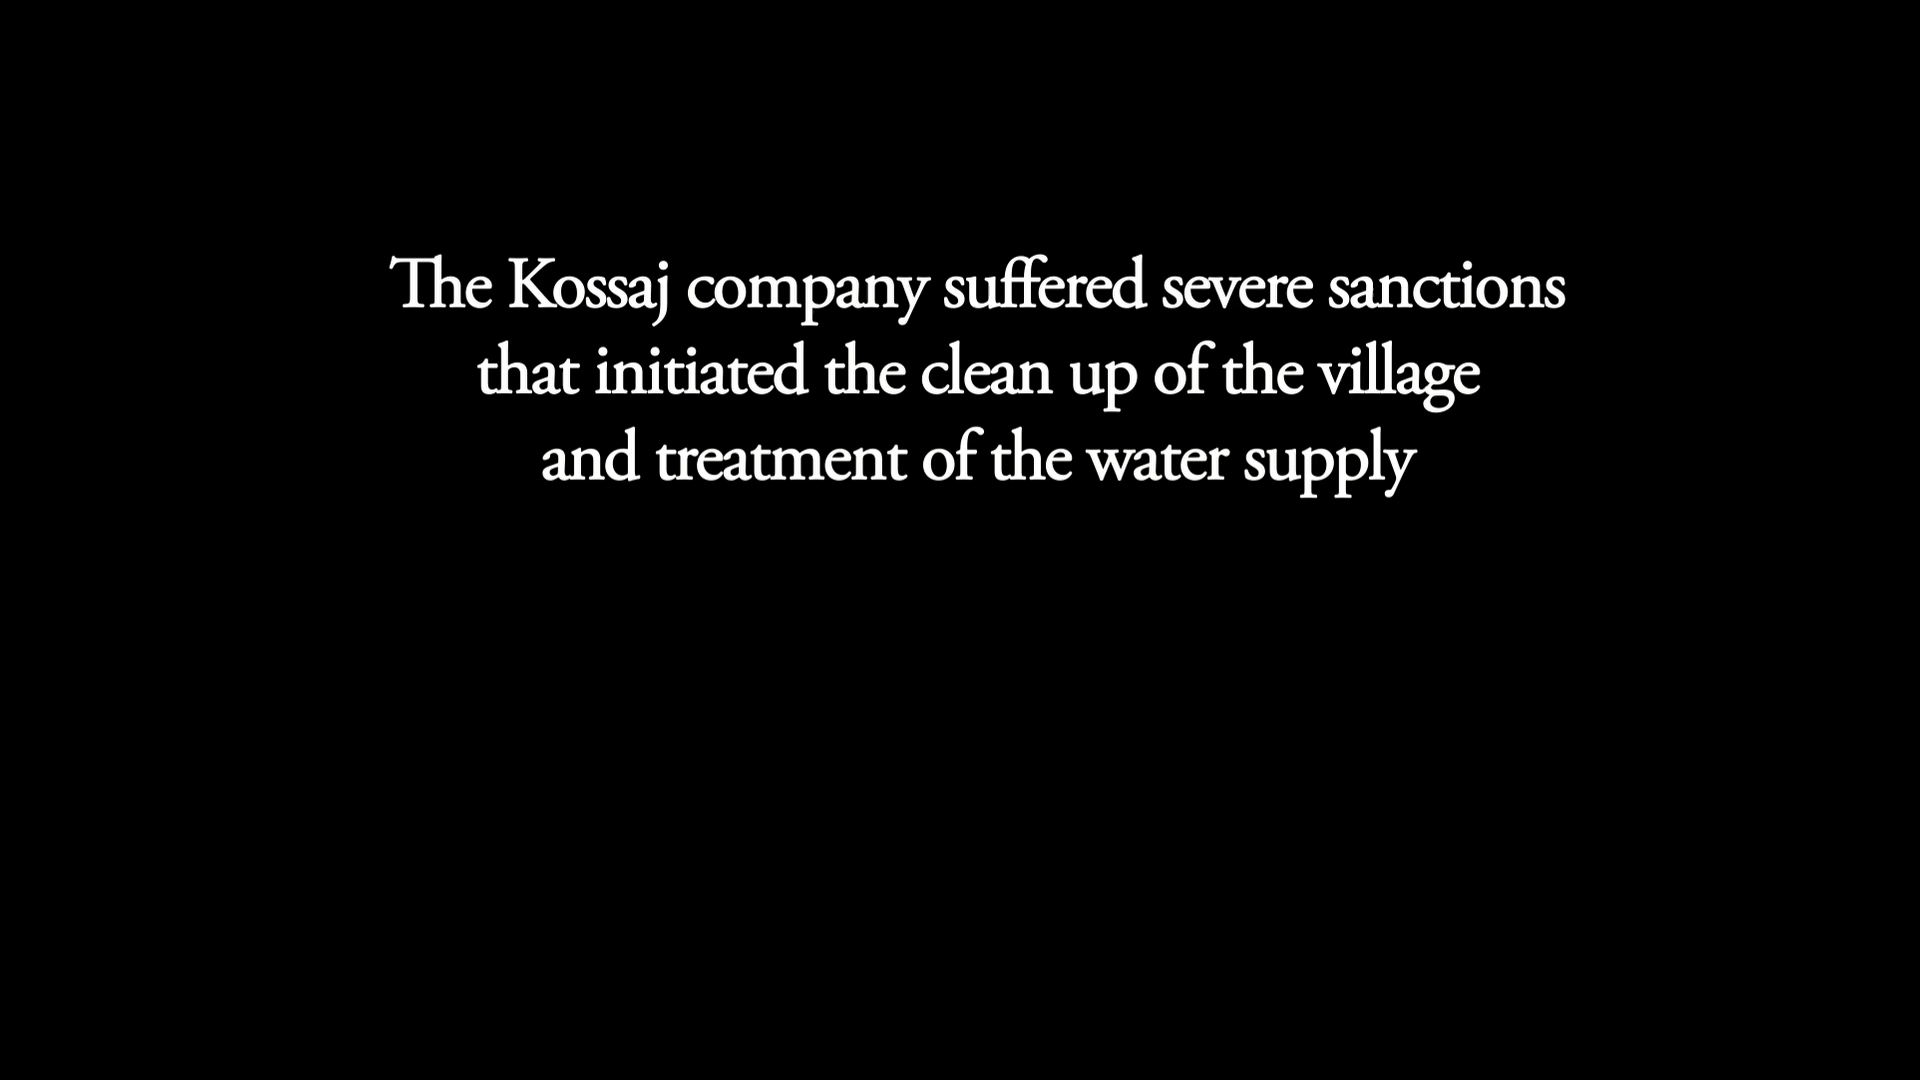 The Kossaj company suffered severe sanctions
that initiated the clean up of the village
and treatment of the water supply